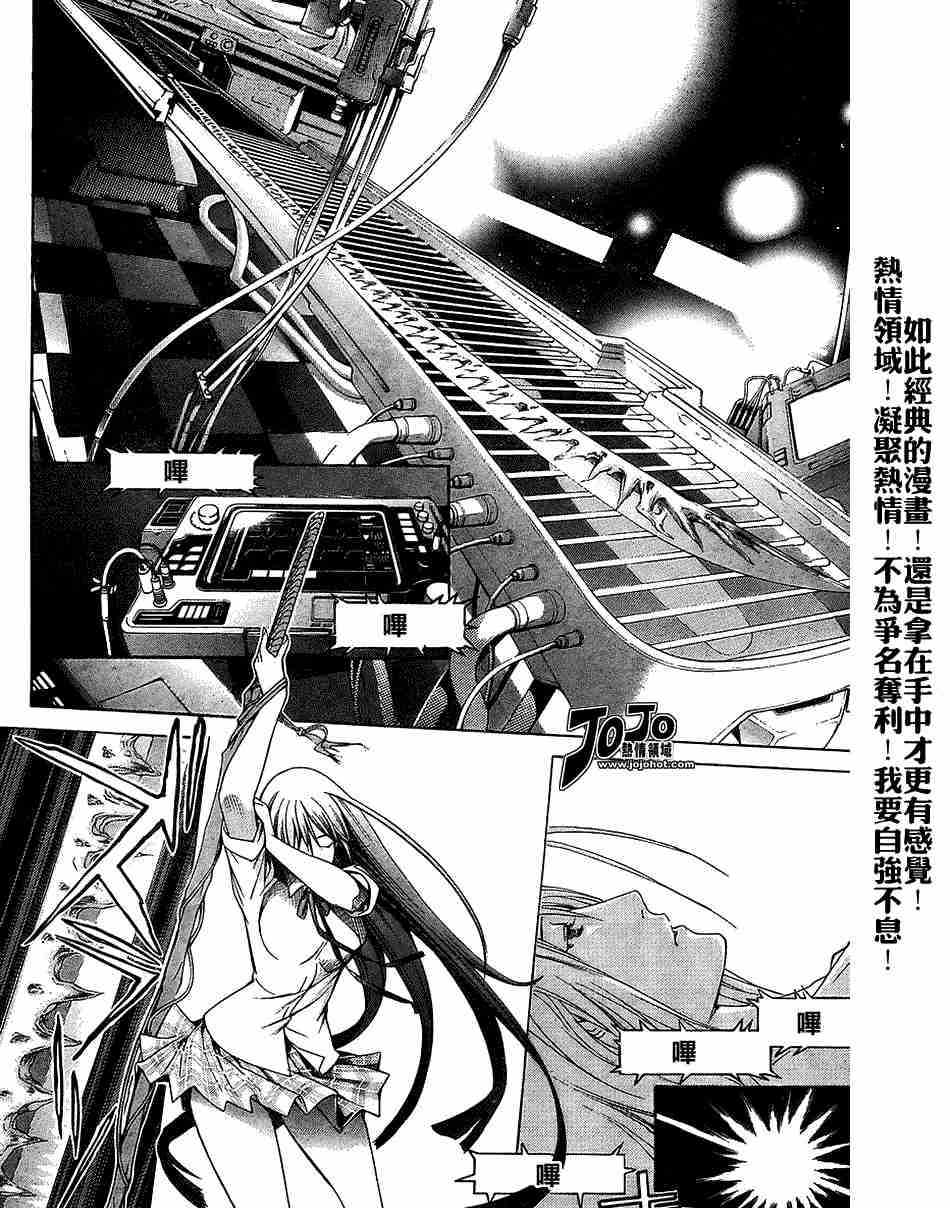 如此經典的漫畫！還是拿在手中才更有感覺！
熱情領域！凝聚熱情！不為爭名奪利！我要自強不息！
嗶
嗶
JOJO
熱情領域
www.jojohot.com
嗶
嗶
嗶